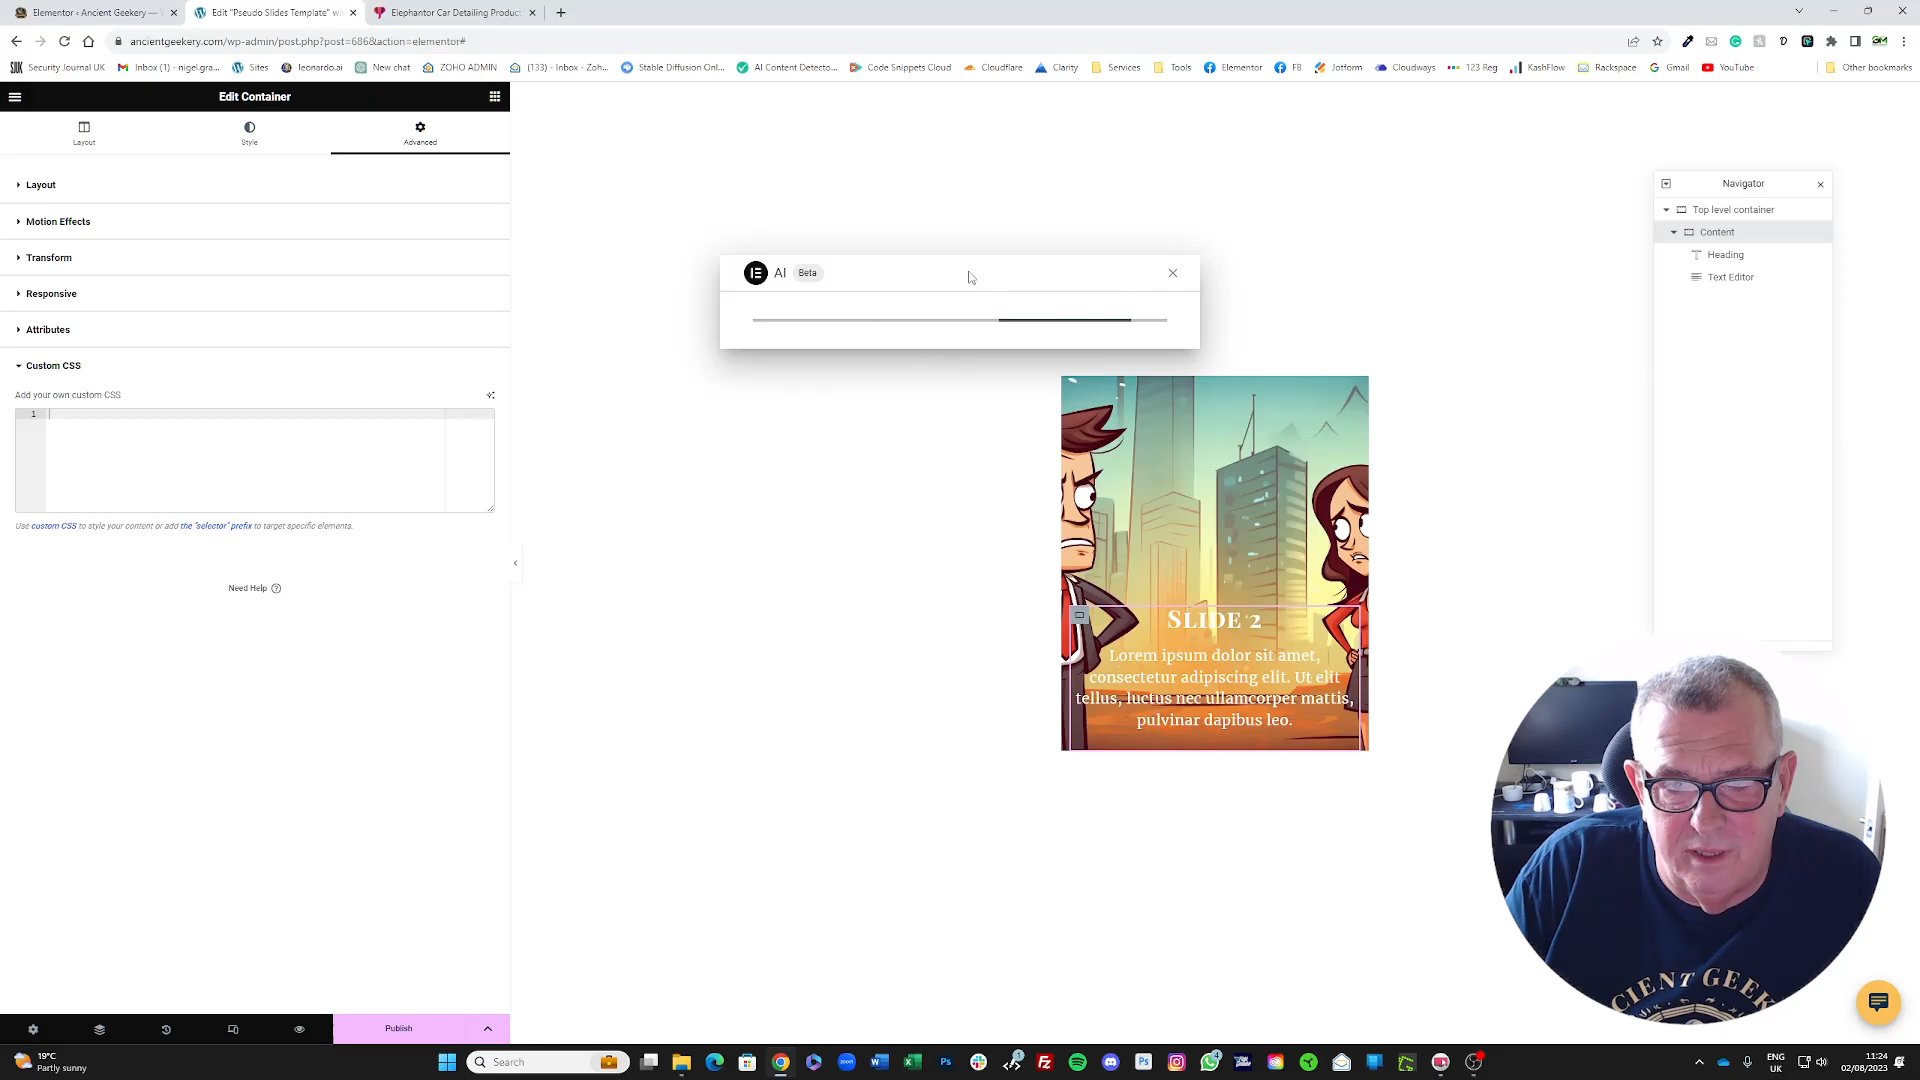 Elementor ‹ Ancient Geekery —
Edit "Pseudo Slides Template" wi
Elephantor Car Detailing Product
ancientgeekery.com/wp-admin/post.php?post=686&action=elementor#
Security Journal UK
Inbox (1) - nigel.gra...
Sites
leonardo.ai
New chat
ZOHO ADMIN
(133) - Inbox - Zoh...
Stable Diffusion Onl...
AI Content Detecto...
Code Snippets Cloud
Cloudflare
Clarity
Services
Tools
Elementor
FB
Jotform
Cloudways
123 Reg
KashFlow
Rackspace
Gmail
YouTube
Other bookmarks
Edit Container
Layout
Style
Advanced
Layout
Motion Effects
Transform
Responsive
Attributes
Custom CSS
Add your own custom CSS
1
Use custom CSS to style your content or add the "selector" prefix to target specific elements.
Need Help
AI Beta
Navigator
Top level container
Content
Heading
Text Editor
Slide 2
Lorem ipsum dolor sit amet,
consectetur adipiscing elit. Ut elit
tellus, luctus nec ullamcorper mattis,
pulvinar dapibus leo.
Publish
19°C
Partly sunny
Search
ENG
UK
11:24
02/08/2023